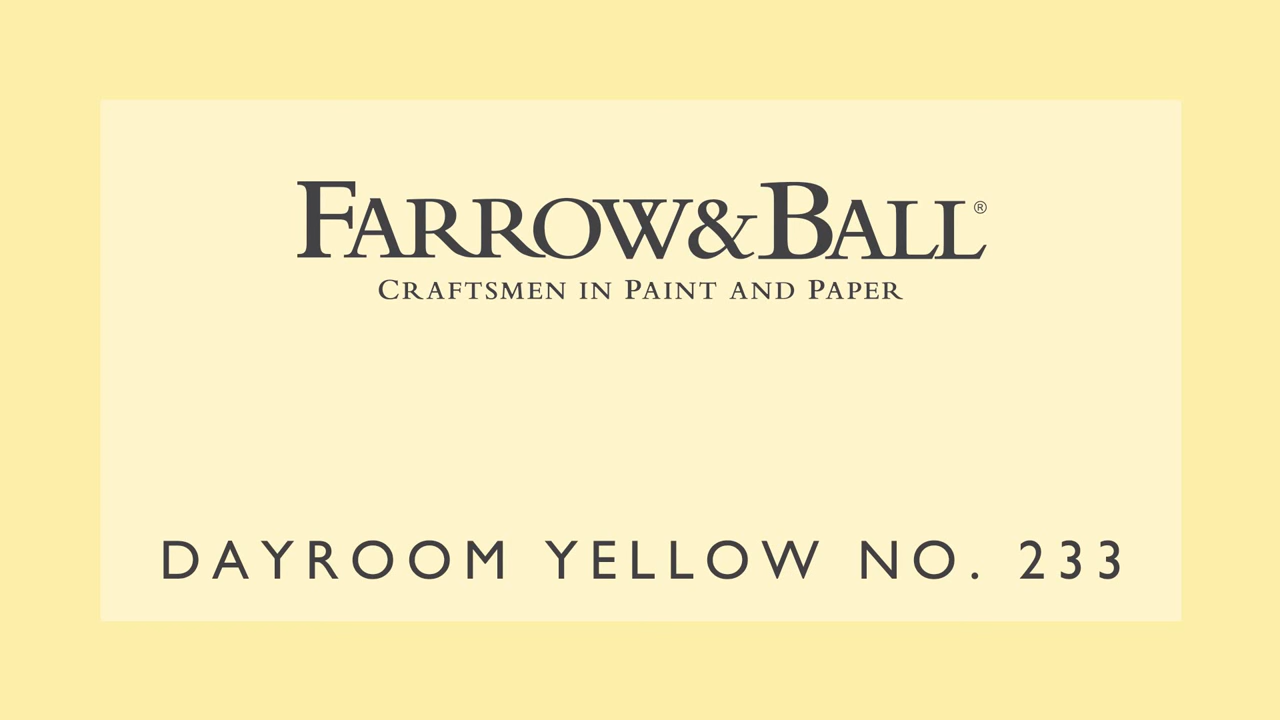 FARROW&BALL®
CRAFTSMEN IN PAINT AND PAPER
DAYROOM YELLOW NO. 233